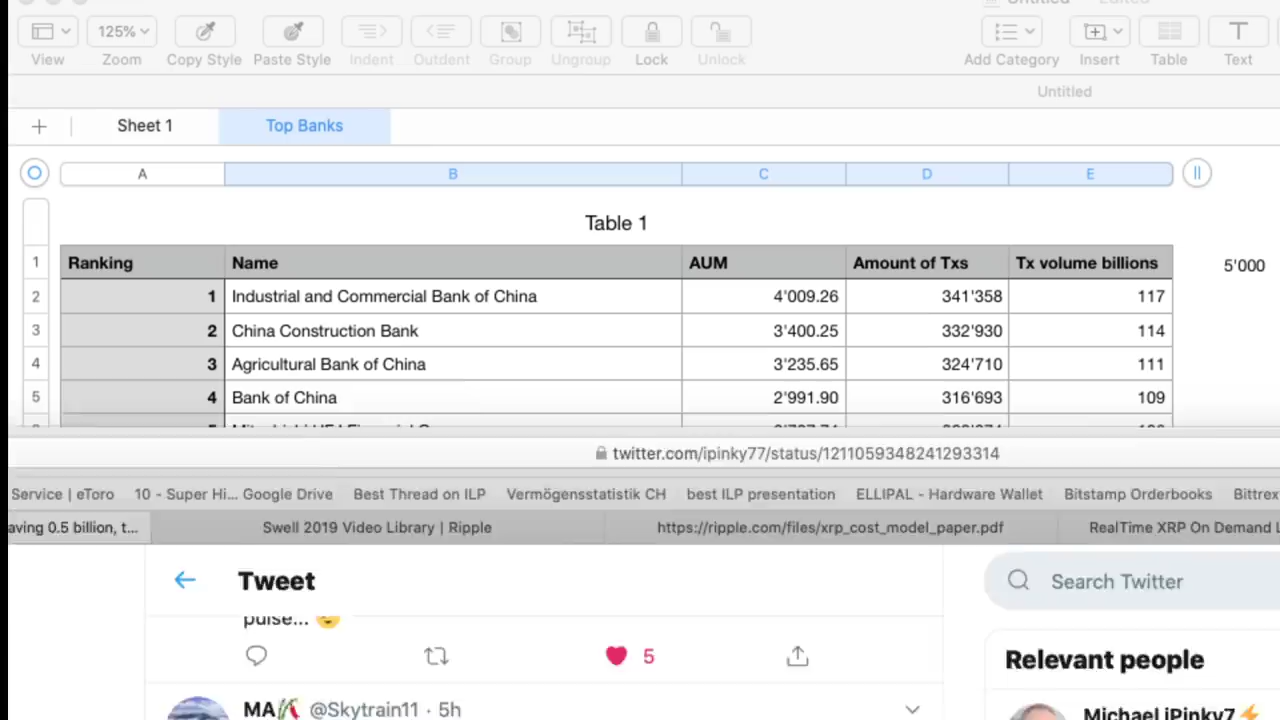 Untitled — Edited
125%
View Zoom Copy Style Paste Style Indent Outdent Group Ungroup Lock Unlock Add Category Insert Table Text
Untitled
Sheet 1 Top Banks
A B C D E
Table 1
1 Ranking Name AUM Amount of Txs Tx volume billions 5'000
2 1 Industrial and Commercial Bank of China 4'009.26 341'358 117
3 2 China Construction Bank 3'400.25 332'930 114
4 3 Agricultural Bank of China 3'235.65 324'710 111
5 4 Bank of China 2'991.90 316'693 109
twitter.com/ipinky77/status/1211059348241293314
Service | eToro 10 - Super Hi... Google Drive Best Thread on ILP Vermögensstatistik CH best ILP presentation ELLIPAL - Hardware Wallet Bitstamp Orderbooks Bittrex
aving 0.5 billion, t... Swell 2019 Video Library | Ripple https://ripple.com/files/xrp_cost_model_paper.pdf RealTime XRP On Demand L
Tweet
Search Twitter
pulse...
5
Relevant people
MA @Skytrain11 · 5h
Michael iPinky7